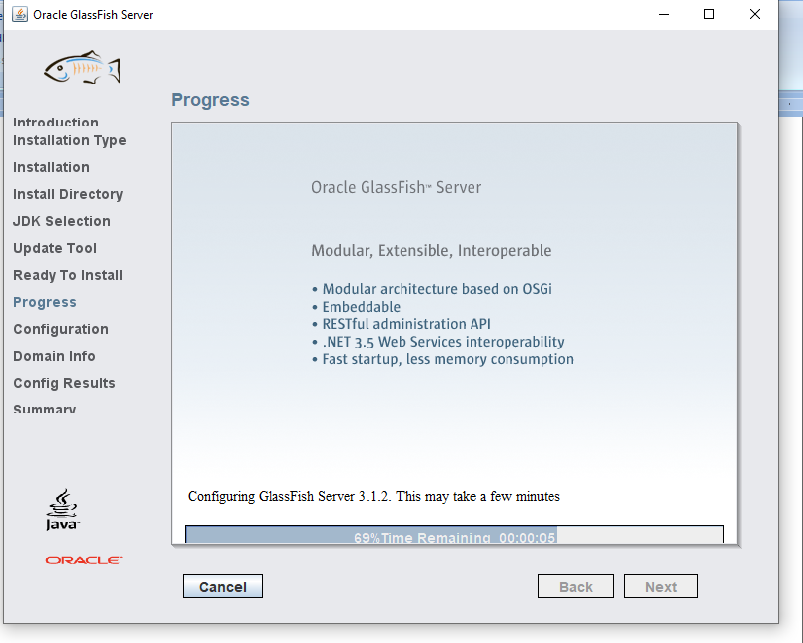 Oracle GlassFish Server
Progress
Introduction
Installation Type
Installation
Install Directory
JDK Selection
Update Tool
Ready To Install
Progress
Configuration
Domain Info
Config Results
Summary
Oracle GlassFish™ Server
Modular, Extensible, Interoperable
• Modular architecture based on OSGi
• Embeddable
• RESTful administration API
• .NET 3.5 Web Services interoperability
• Fast startup, less memory consumption
Configuring GlassFish Server 3.1.2. This may take a few minutes
69%Time Remaining 00:00:05
Java™
ORACLE™
Cancel
Back
Next